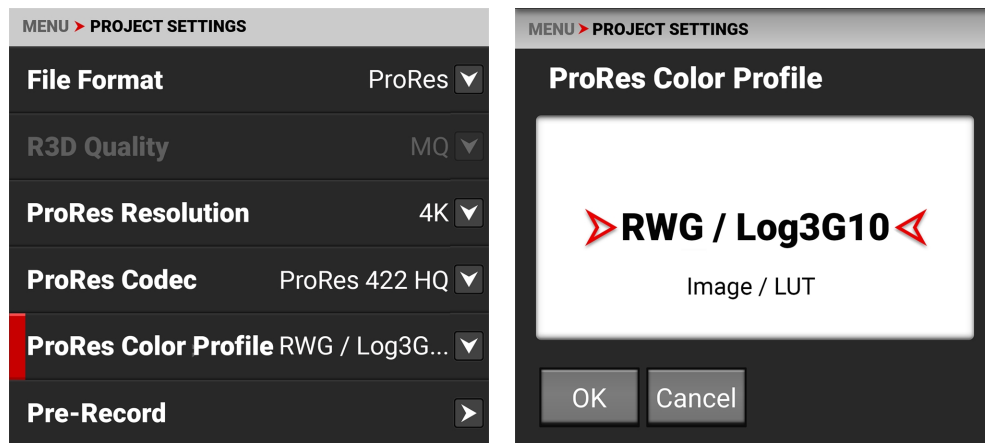 MENU PROJECT SETTINGS
File Format ProRes
R3D Quality MQ
ProRes Resolution 4K
ProRes Codec ProRes 422 HQ
ProRes Color Profile RWG / Log3G...
Pre-Record
MENU PROJECT SETTINGS
ProRes Color Profile
RWG / Log3G10
Image / LUT
OK Cancel